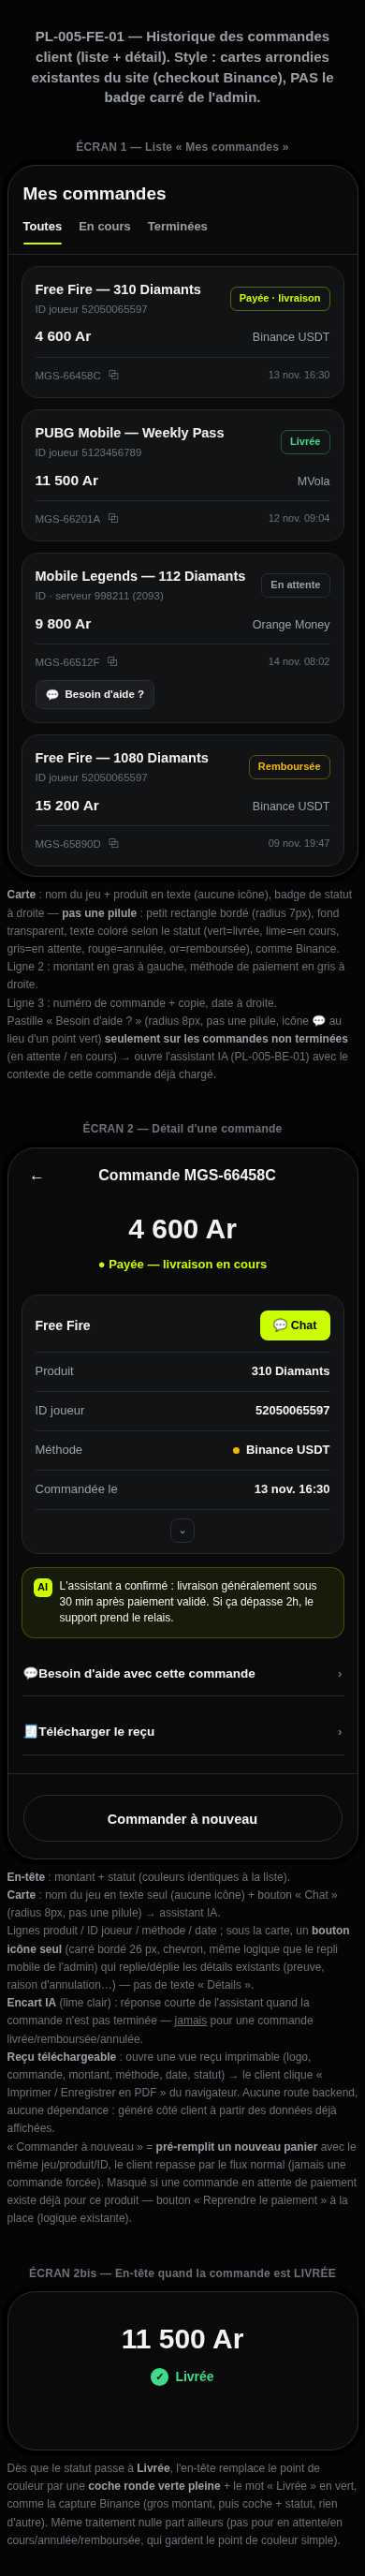 PL-005-FE-01 — Historique des commandes
client (liste + détail). Style : cartes arrondies
existantes du site (checkout Binance), PAS le
badge carré de l'admin.
ÉCRAN 1 — Liste « Mes commandes »
Mes commandes
Toutes En cours Terminées
Free Fire — 310 Diamants
Payée · livraison
ID joueur 52050065597
4 600 Ar Binance USDT
MGS-66458C 13 nov. 16:30
PUBG Mobile — Weekly Pass
Livrée
ID joueur 5123456789
11 500 Ar MVola
MGS-66201A 12 nov. 09:04
Mobile Legends — 112 Diamants
En attente
ID · serveur 998211 (2093)
9 800 Ar Orange Money
MGS-66512F 14 nov. 08:02
💬 Besoin d'aide ?
Free Fire — 1080 Diamants
Remboursée
ID joueur 52050065597
15 200 Ar Binance USDT
MGS-65890D 09 nov. 19:47
Carte : nom du jeu + produit en texte (aucune icône), badge de statut
à droite — pas une pilule : petit rectangle bordé (radius 7px), fond
transparent, texte coloré selon le statut (vert=livrée, lime=en cours,
gris=en attente, rouge=annulée, or=remboursée), comme Binance.
Ligne 2 : montant en gras à gauche, méthode de paiement en gris à
droite.
Ligne 3 : numéro de commande + copie, date à droite.
Pastille « Besoin d'aide ? » (radius 8px, pas une pilule, icône 💬 au
lieu d'un point vert) seulement sur les commandes non terminées
(en attente / en cours) → ouvre l'assistant IA (PL-005-BE-01) avec le
contexte de cette commande déjà chargé.
ÉCRAN 2 — Détail d'une commande
← Commande MGS-66458C
4 600 Ar
● Payée — livraison en cours
Free Fire 💬 Chat
Produit 310 Diamants
ID joueur 52050065597
Méthode ● Binance USDT
Commandée le 13 nov. 16:30
⌄
AI L'assistant a confirmé : livraison généralement sous
30 min après paiement validé. Si ça dépasse 2h, le
support prend le relais.
💬Besoin d'aide avec cette commande ›
🧾Télécharger le reçu ›
Commander à nouveau
En-tête : montant + statut (couleurs identiques à la liste).
Carte : nom du jeu en texte seul (aucune icône) + bouton « Chat »
(radius 8px, pas une pilule) → assistant IA.
Lignes produit / ID joueur / méthode / date ; sous la carte, un bouton
icône seul (carré bordé 26 px, chevron, même logique que le repli
mobile de l'admin) qui replie/déplie les détails existants (preuve,
raison d'annulation…) — pas de texte « Détails ».
Encart IA (lime clair) : réponse courte de l'assistant quand la
commande n'est pas terminée — jamais pour une commande
livrée/remboursée/annulée.
Reçu téléchargeable : ouvre une vue reçu imprimable (logo,
commande, montant, méthode, date, statut) → le client clique «
Imprimer / Enregistrer en PDF » du navigateur. Aucune route backend,
aucune dépendance : généré côté client à partir des données déjà
affichées.
« Commander à nouveau » = pré-remplit un nouveau panier avec le
même jeu/produit/ID, le client repasse par le flux normal (jamais une
commande forcée). Masqué si une commande en attente de paiement
existe déjà pour ce produit — bouton « Reprendre le paiement » à la
place (logique existante).
ÉCRAN 2bis — En-tête quand la commande est LIVRÉE
11 500 Ar
✓ Livrée
Dès que le statut passe à Livrée, l'en-tête remplace le point de
couleur par une coche ronde verte pleine + le mot « Livrée » en vert,
comme la capture Binance (gros montant, puis coche + statut, rien
d'autre). Même traitement nulle part ailleurs (pas pour en attente/en
cours/annulée/remboursée, qui gardent le point de couleur simple).